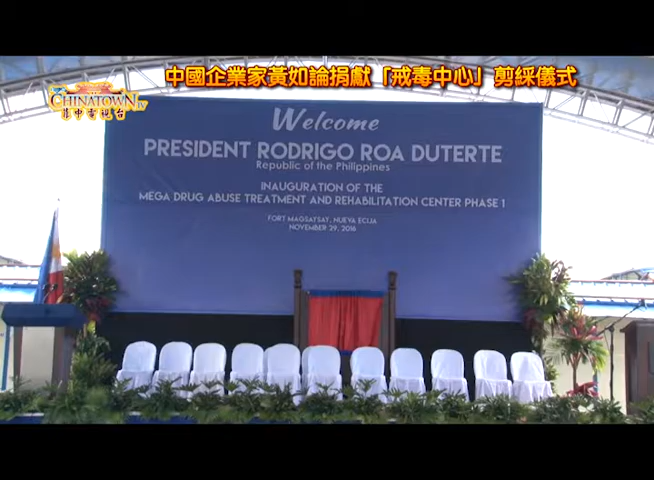 中國企業家黃如論捐獻「戒毒中心」剪綵儀式
CHINATOWN TV
菲中電視台
Welcome
PRESIDENT RODRIGO ROA DUTERTE
Republic of the Philippines
INAUGURATION OF THE
MEGA DRUG ABUSE TREATMENT AND REHABILITATION CENTER PHASE 1
FORT MAGSAYSAY, NUEVA ECIJA
NOVEMBER 29, 2016